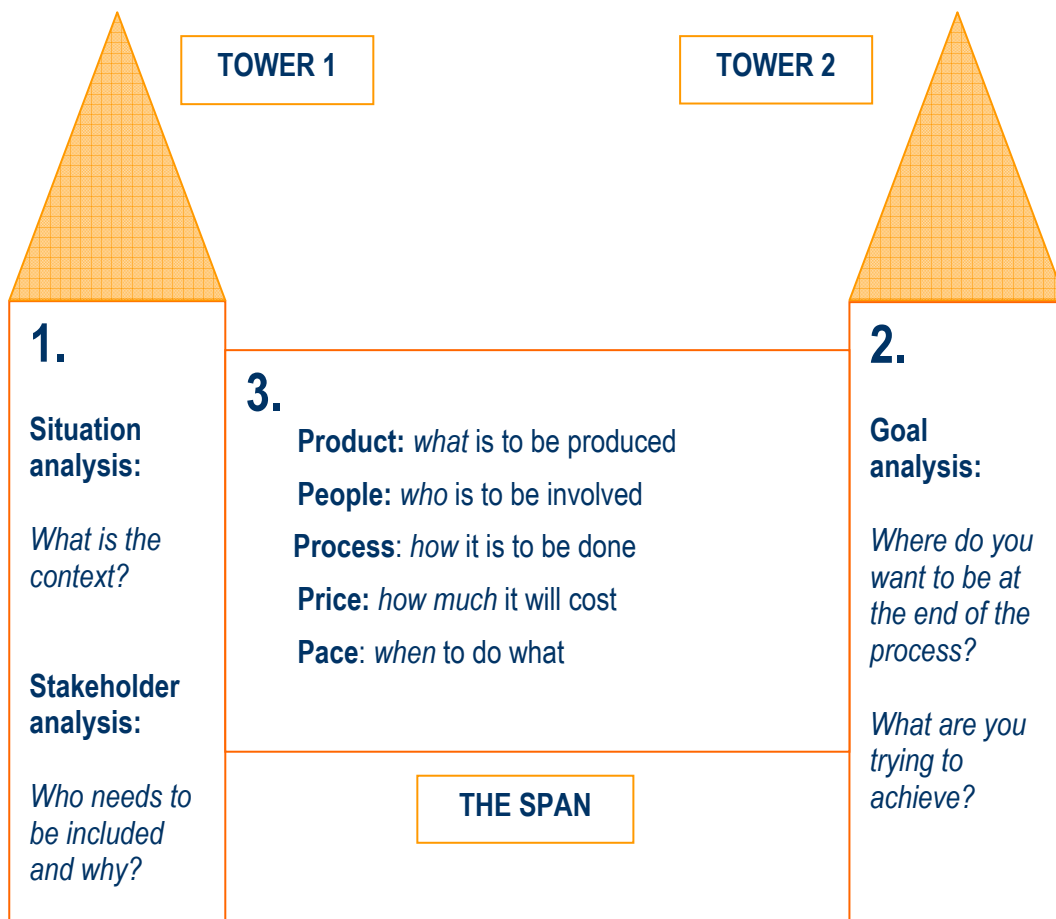 TOWER 1
TOWER 2
1.
Situation
analysis:
What is the
context?
Stakeholder
analysis:
Who needs to
be included
and why?
3.
Product: what is to be produced
People: who is to be involved
Process: how it is to be done
Price: how much it will cost
Pace: when to do what
THE SPAN
2.
Goal
analysis:
Where do you
want to be at
the end of the
process?
What are you
trying to
achieve?